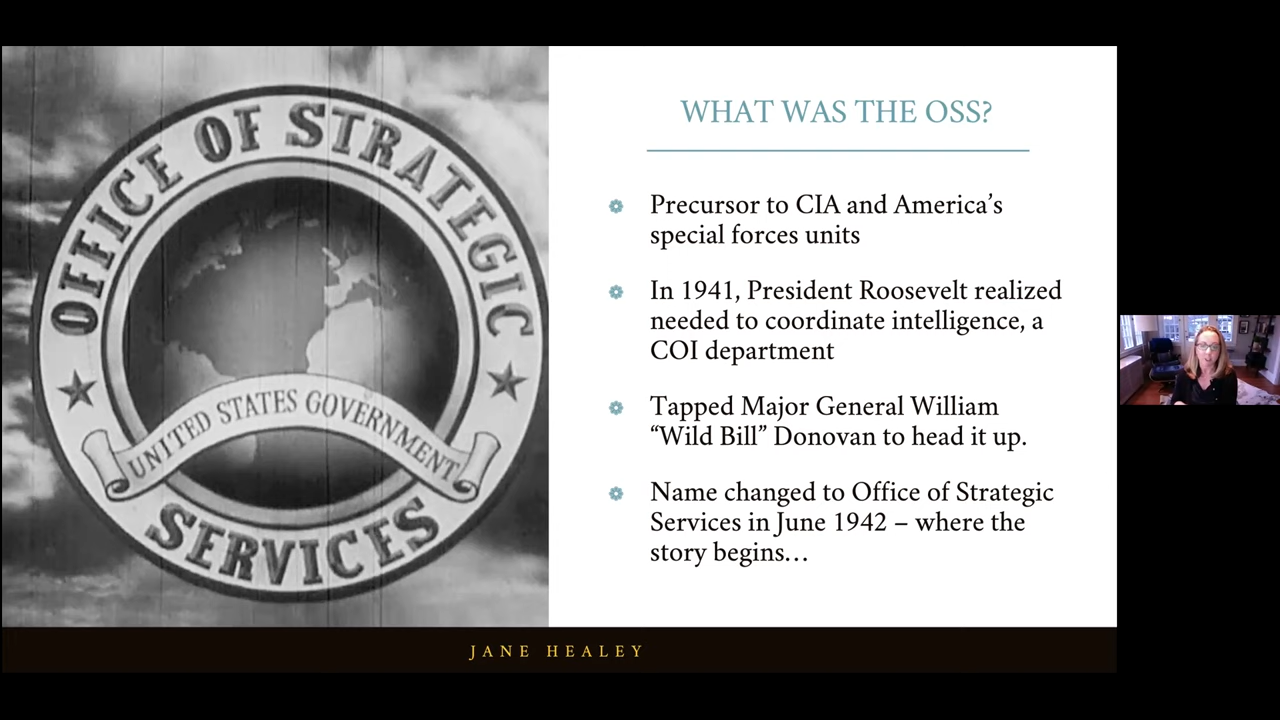 OFFICE OF STRATEGIC
UNITED STATES GOVERNMENT
SERVICES
WHAT WAS THE OSS?
Precursor to CIA and America’s
special forces units
In 1941, President Roosevelt realized
needed to coordinate intelligence, a
COI department
Tapped Major General William
“Wild Bill” Donovan to head it up.
Name changed to Office of Strategic
Services in June 1942 – where the
story begins…
JANE HEALEY